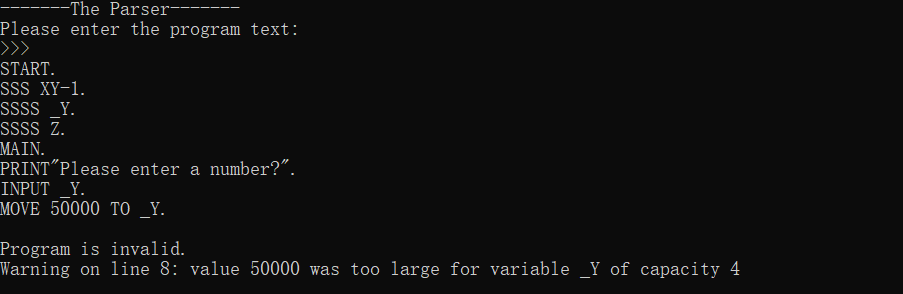 -------The Parser-------
Please enter the program text:
>>>
START.
SSS XY-1.
SSSS _Y.
SSSS Z.
MAIN.
PRINT"Please enter a number?".
INPUT _Y.
MOVE 50000 TO _Y.
Program is invalid.
Warning on line 8: value 50000 was too large for variable _Y of capacity 4